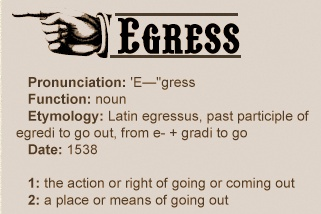 EGRESS
Pronunciation: 'E—"gress
Function: noun
Etymology: Latin egressus, past participle of
egredi to go out, from e- + gradi to go
Date: 1538
1: the action or right of going or coming out
2: a place or means of going out